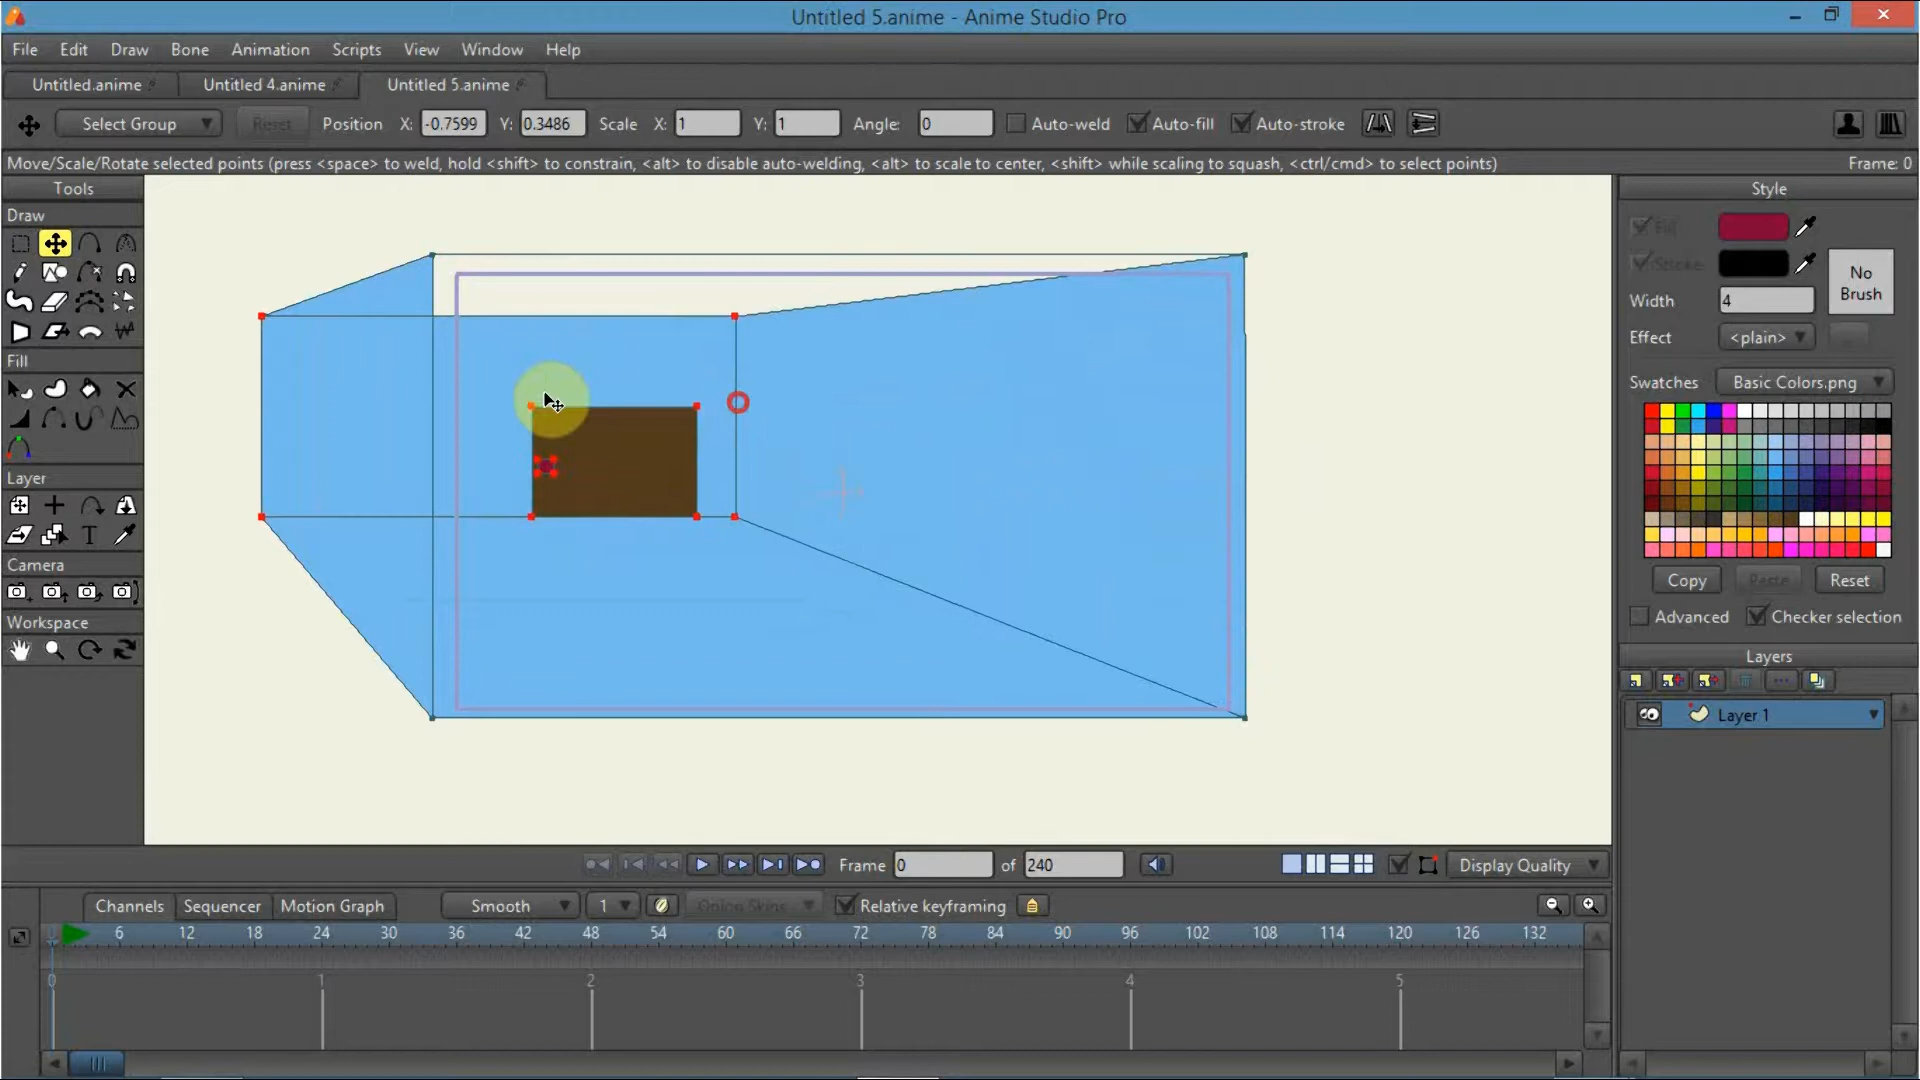 Untitled 5.anime - Anime Studio Pro
File Edit Draw Bone Animation Scripts View Window Help
Untitled.anime Untitled 4.anime Untitled 5.anime
Select Group Reset Position X: -0.7599 Y: 0.3486 Scale X: 1 Y: 1 Angle: 0 Auto-weld Auto-fill Auto-stroke
Move/Scale/Rotate selected points (press <space> to weld, hold <shift> to constrain, <alt> to disable auto-welding, <alt> to scale to center, <shift> while scaling to squash, <ctrl/cmd> to select points) Frame: 0
Tools
Draw
Fill
Layer
T
Camera
Workspace
Style
Fill
Stroke
No
Brush
Width 4
Effect <plain>
Swatches Basic Colors.png
Copy Paste Reset
Advanced Checker selection
Layers
Layer 1
Frame 0 of 240 Display Quality
Channels Sequencer Motion Graph Smooth 1 Onion Skins Relative keyframing
6 12 18 24 30 36 42 48 54 60 66 72 78 84 90 96 102 108 114 120 126 132
0 1 2 3 4 5